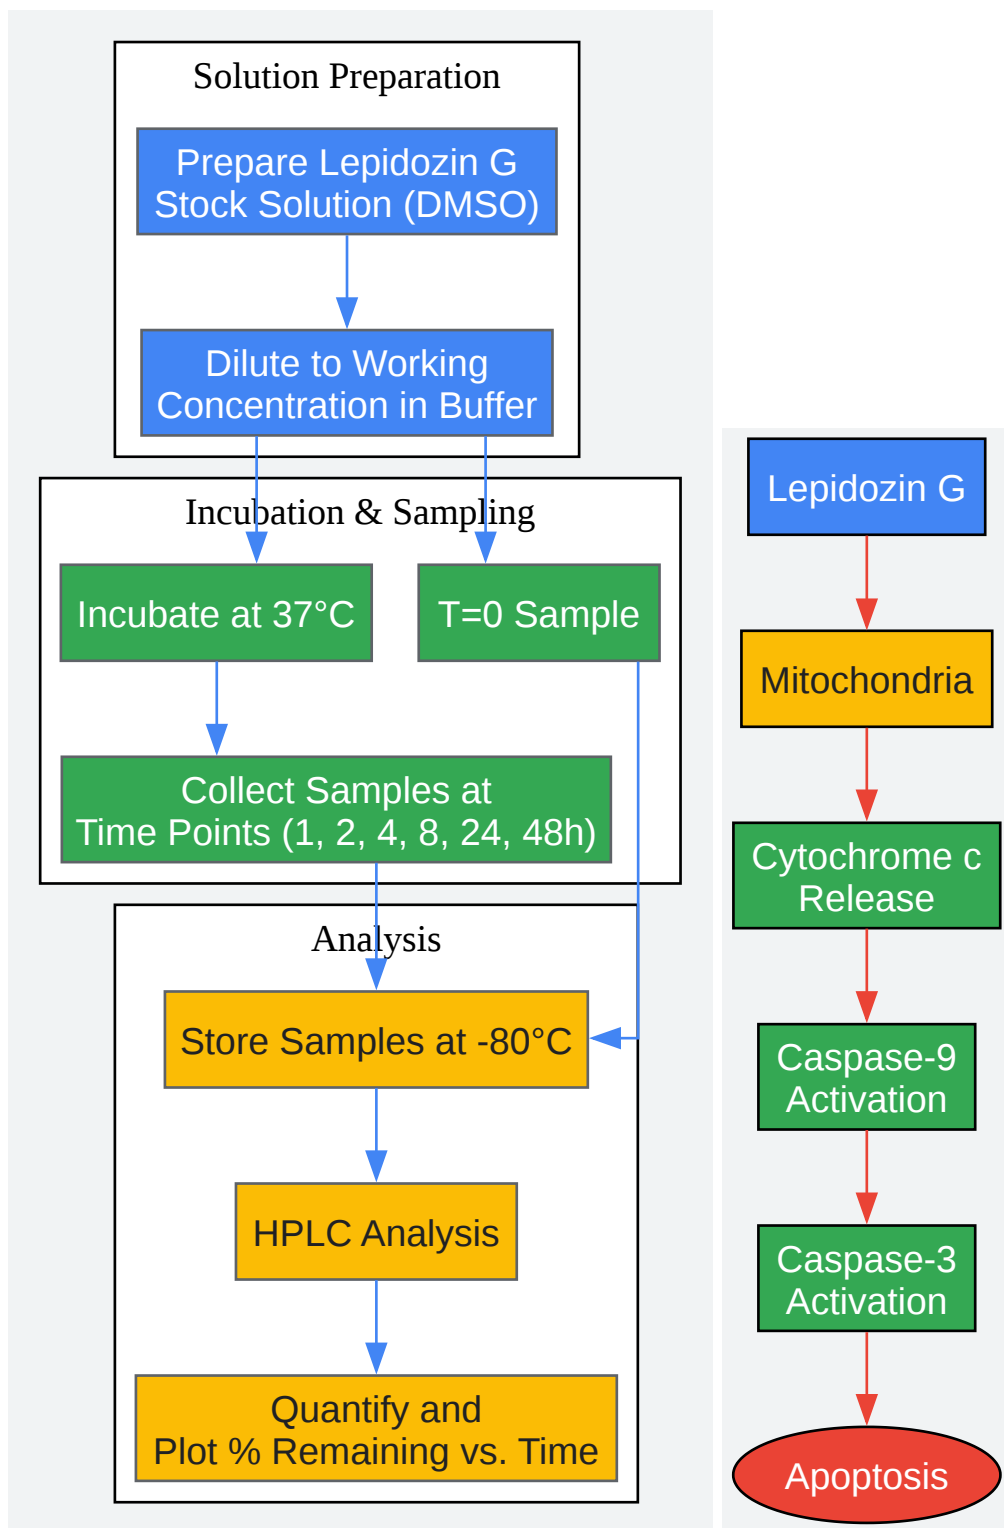 Solution Preparation
Prepare Lepidozin G
Stock Solution (DMSO)
Dilute to Working
Concentration in Buffer
Incubation & Sampling
Incubate at 37°C
T=0 Sample
Collect Samples at
Time Points (1, 2, 4, 8, 24, 48h)
Analysis
Store Samples at -80°C
HPLC Analysis
Quantify and
Plot % Remaining vs. Time
Lepidozin G
Mitochondria
Cytochrome c
Release
Caspase-9
Activation
Caspase-3
Activation
Apoptosis